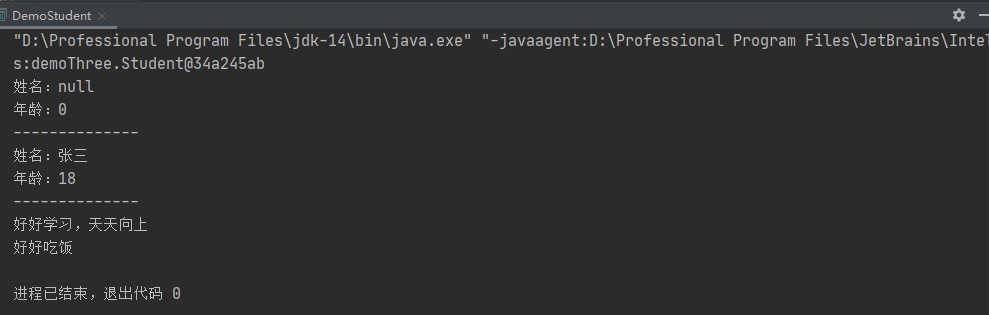 DemoStudent
"D:\Professional Program Files\jdk-14\bin\java.exe" "-javaagent:D:\Professional Program Files\JetBrains\Intel
s:demoThree.Student@34a245ab
姓名：null
年龄：0
--------------
姓名：张三
年龄：18
--------------
好好学习，天天向上
好好吃饭
进程已结束，退出代码 0